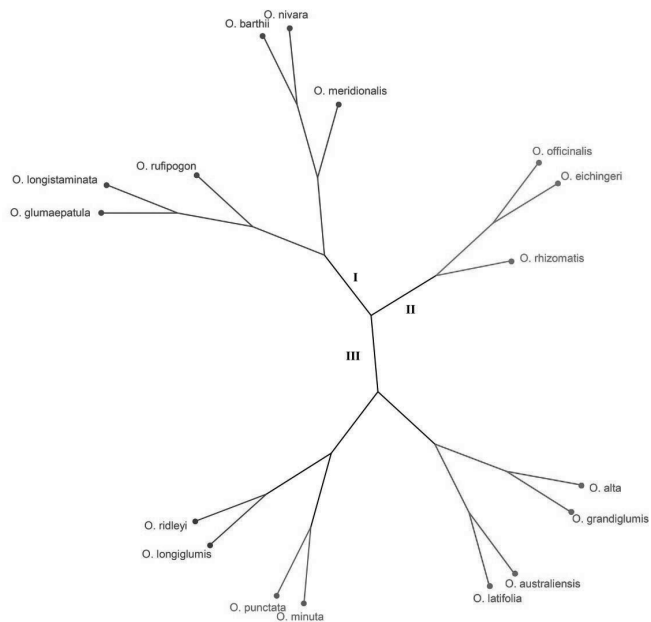 O. nivara
O. barthii
O. meridionalis
O. officinalis
O. rufipogon
O. eichingeri
O. longistaminata
O. glumaepatula
O. rhizomatis
I
II
III
O. alta
O. grandiglumis
O. ridleyi
O. longiglumis
O. australiensis
O. latifolia
O. punctata
O. minuta